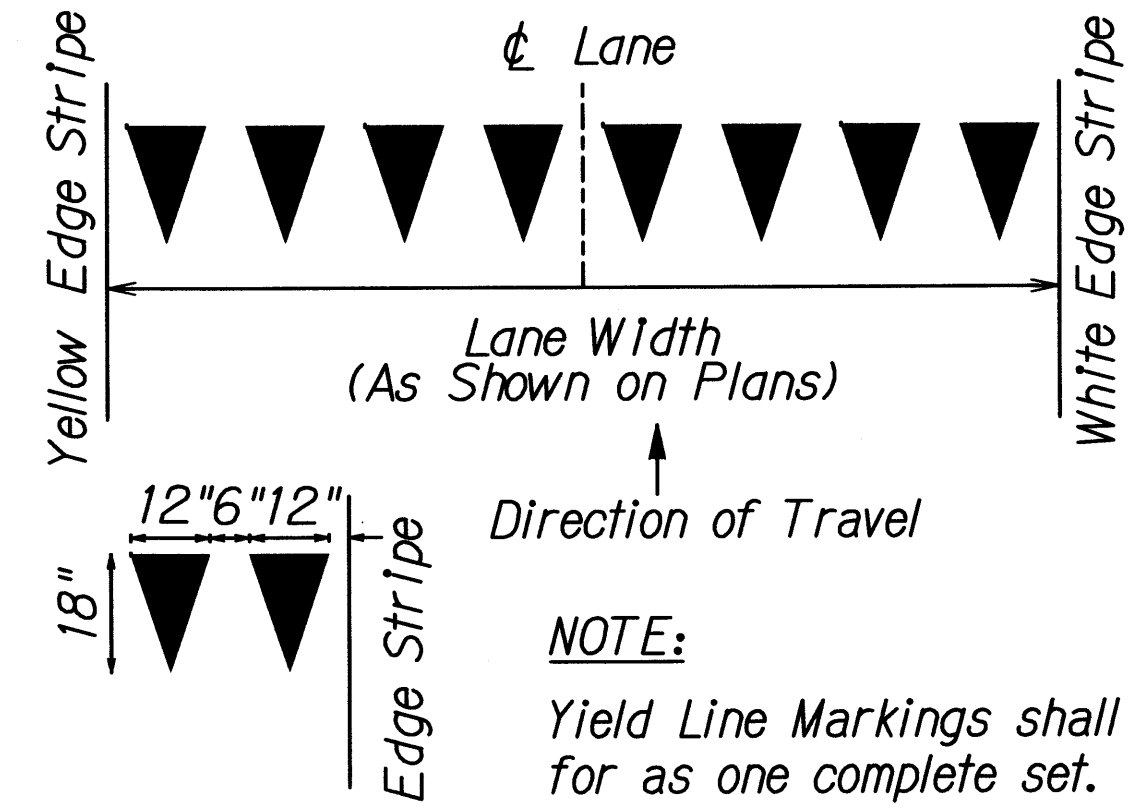 ℄ Lane
Yellow Edge Stripe
White Edge Stripe
Lane Width
(As Shown on Plans)
Direction of Travel
12"6"12"
18"
Edge Stripe
NOTE:
Yield Line Markings shall
for as one complete set.